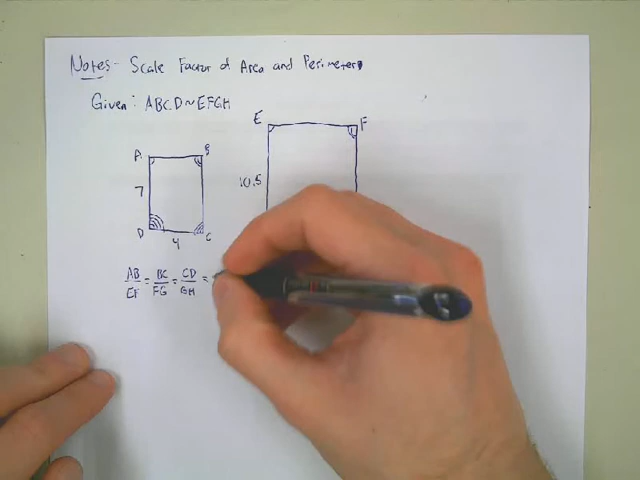 Notes - Scale Factor of Area and Perimeter
Given: ABCD ~ EFGH
E F
A B
7 10.5
D 4 C
AB/EF = BC/FG = CD/GH =